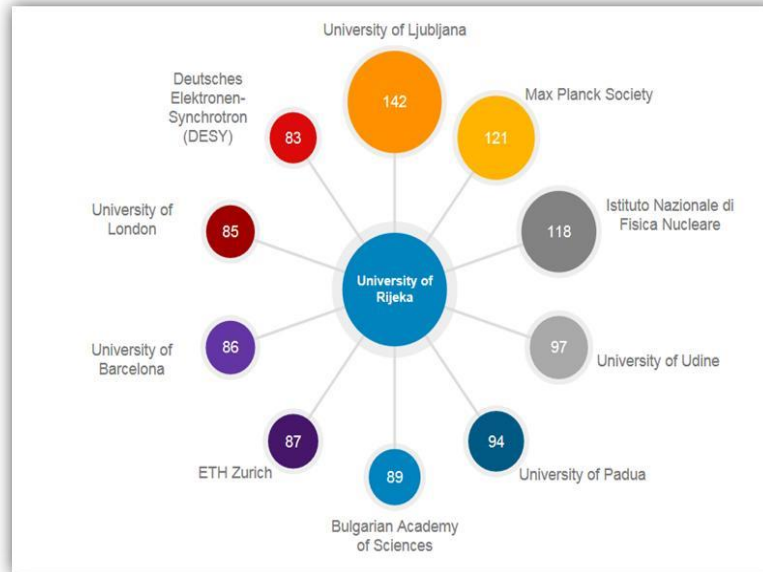 University of Ljubljana
142
Max Planck Society
121
Istituto Nazionale di
Fisica Nucleare
118
97
University of Udine
94
University of Padua
89
Bulgarian Academy
of Sciences
87
ETH Zurich
86
University of
Barcelona
85
University of
London
83
Deutsches
Elektronen-
Synchrotron
(DESY)
University of
Rijeka